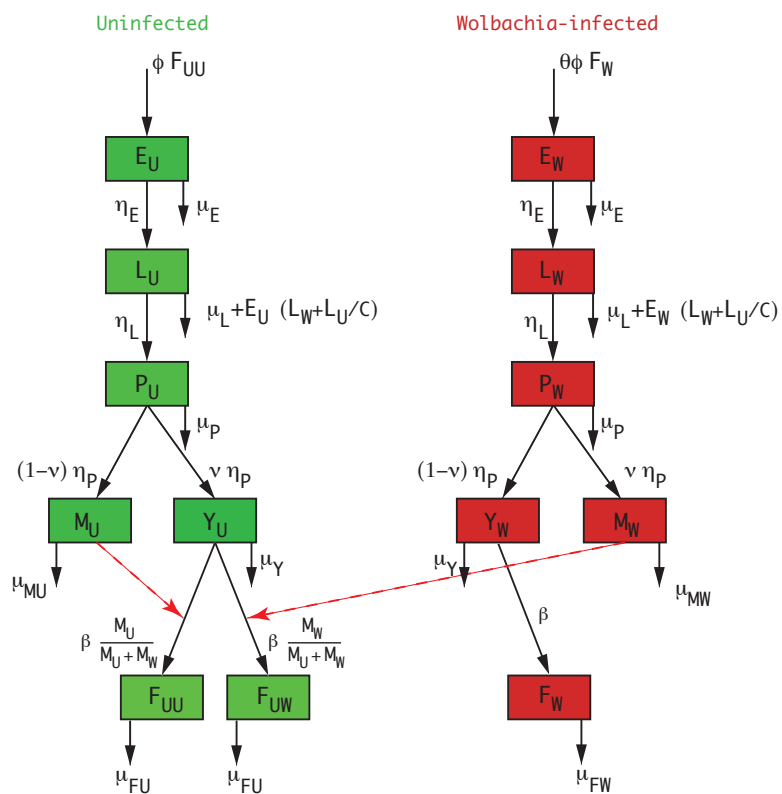 Uninfected Wolbachia-infected
ϕ F_UU θϕ F_W
E_U E_W
η_E μ_E η_E μ_E
L_U L_W
η_L μ_L+E_U (L_W+L_U/C) η_L μ_L+E_W (L_W+L_U/C)
P_U P_W
μ_P μ_P
(1−ν) η_P ν η_P (1−ν) η_P ν η_P
M_U Y_U Y_W M_W
μ_MU μ_Y μ_Y μ_MW
β M_U / M_U + M_W β M_W / M_U + M_W β
F_UU F_UW F_W
μ_FU μ_FU μ_FW